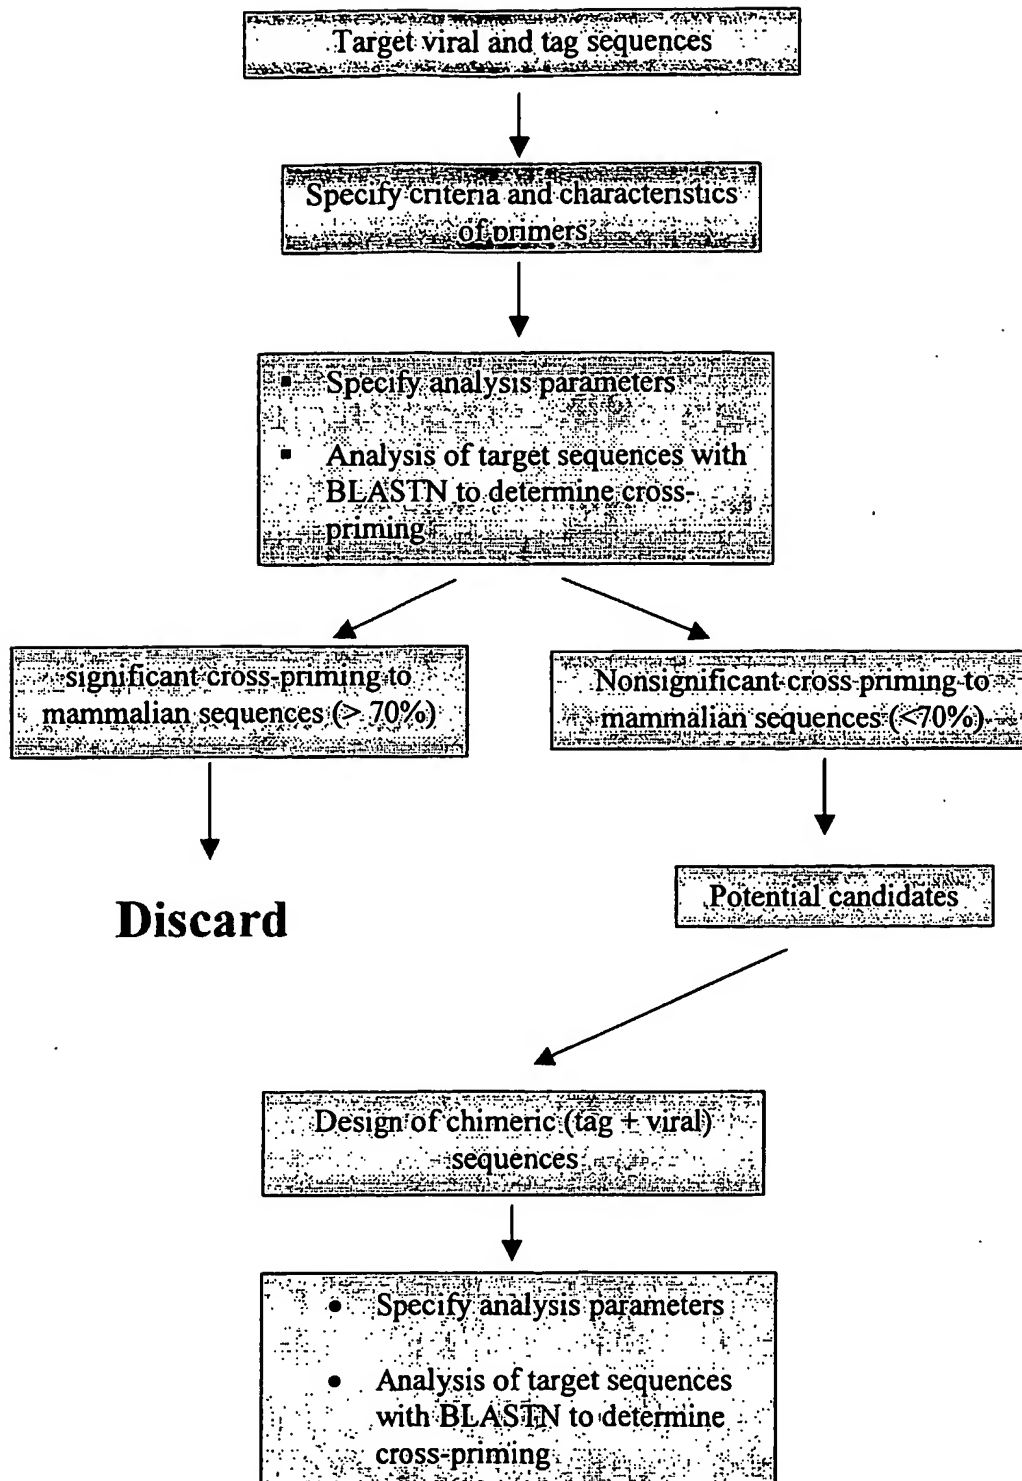 Target viral and tag sequences
Specify criteria and characteristics
of primers
▪ Specify analysis parameters
▪ Analysis of target sequences with
BLASTN to determine cross-
priming
significant cross-priming to
mammalian sequences (> 70%)
Nonsignificant cross priming to
mammalian sequences (<70%)
Discard
Potential candidates
Design of chimeric (tag + viral)
sequences
• Specify analysis parameters
• Analysis of target sequences
with BLASTN to determine
cross-priming